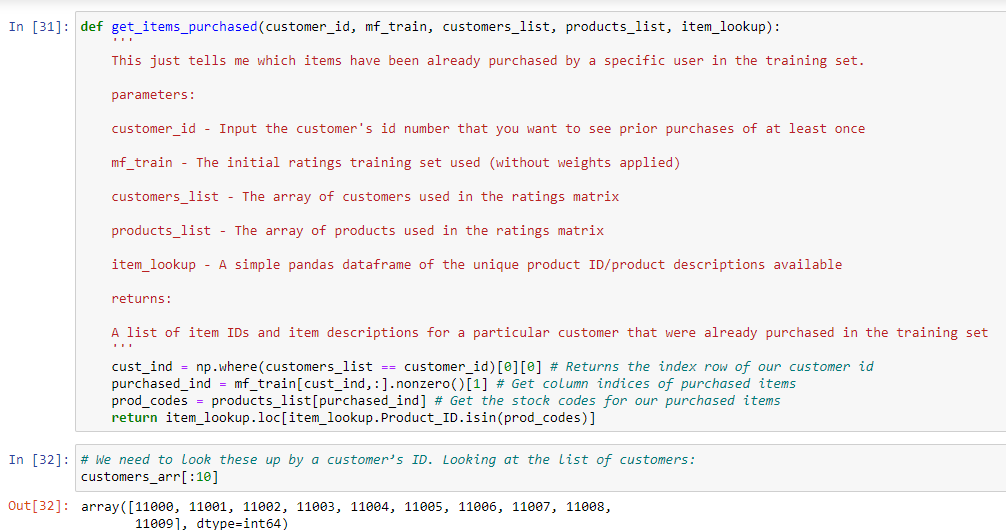 In [31]: def get_items_purchased(customer_id, mf_train, customers_list, products_list, item_lookup):
'''
This just tells me which items have been already purchased by a specific user in the training set.
parameters:
customer_id - Input the customer's id number that you want to see prior purchases of at least once
mf_train - The initial ratings training set used (without weights applied)
customers_list - The array of customers used in the ratings matrix
products_list - The array of products used in the ratings matrix
item_lookup - A simple pandas dataframe of the unique product ID/product descriptions available
returns:
A list of item IDs and item descriptions for a particular customer that were already purchased in the training set
'''
cust_ind = np.where(customers_list == customer_id)[0][0] # Returns the index row of our customer id
purchased_ind = mf_train[cust_ind,:].nonzero()[1] # Get column indices of purchased items
prod_codes = products_list[purchased_ind] # Get the stock codes for our purchased items
return item_lookup.loc[item_lookup.Product_ID.isin(prod_codes)]
In [32]: # We need to look these up by a customer’s ID. Looking at the list of customers:
customers_arr[:10]
Out[32]: array([11000, 11001, 11002, 11003, 11004, 11005, 11006, 11007, 11008,
11009], dtype=int64)